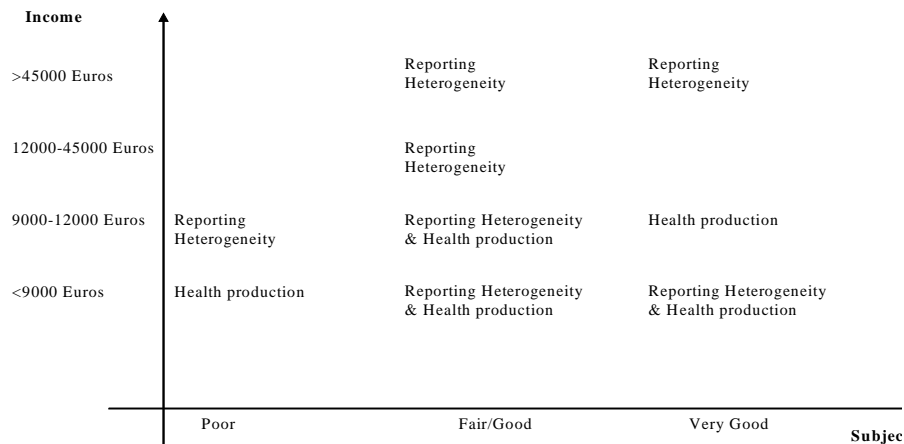 Income
>45000 Euros
Reporting
Heterogeneity
Reporting
Heterogeneity
12000-45000 Euros
Reporting
Heterogeneity
9000-12000 Euros
Reporting
Heterogeneity
Reporting Heterogeneity
& Health production
Health production
<9000 Euros
Health production
Reporting Heterogeneity
& Health production
Reporting Heterogeneity
& Health production
Poor
Fair/Good
Very Good
Subjec